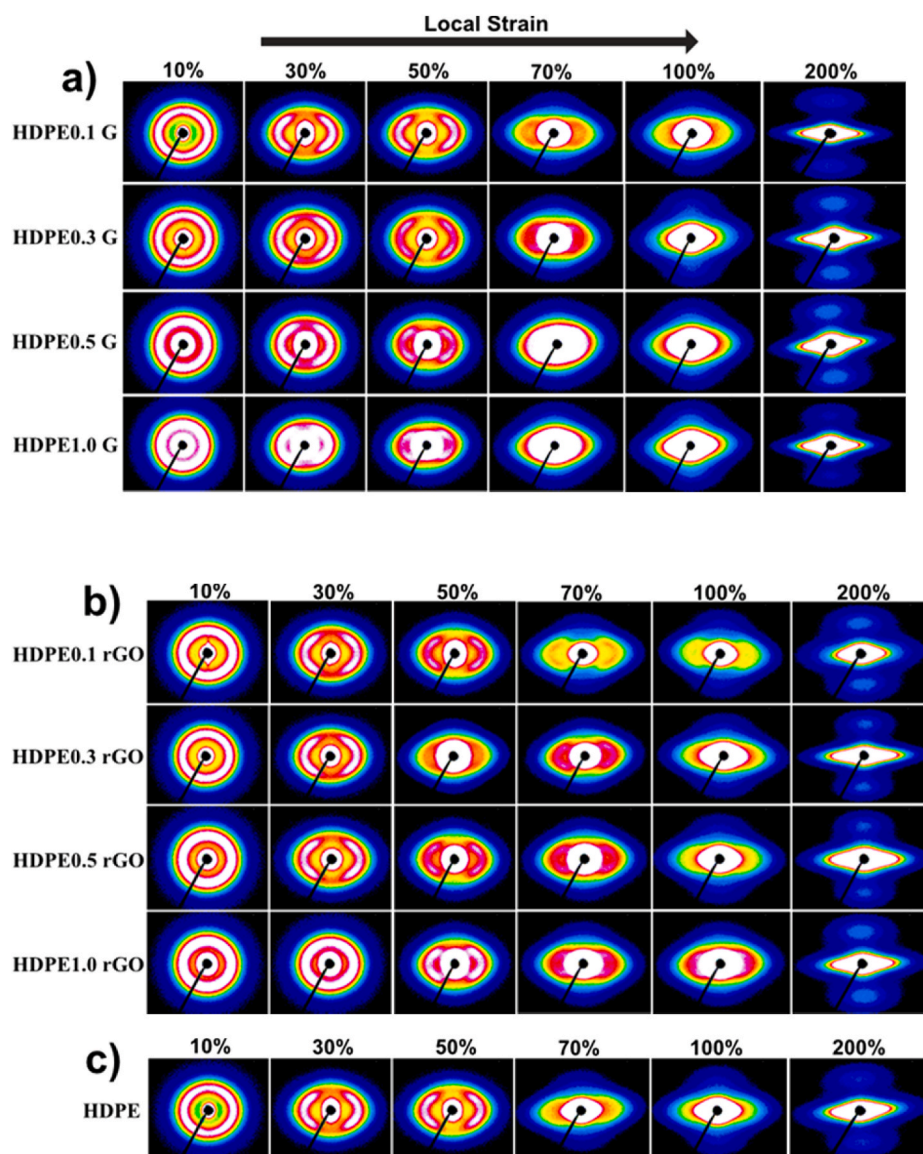 Local Strain
a)
10% 30% 50% 70% 100% 200%
HDPE0.1 G
HDPE0.3 G
HDPE0.5 G
HDPE1.0 G
b)
10% 30% 50% 70% 100% 200%
HDPE0.1 rGO
HDPE0.3 rGO
HDPE0.5 rGO
HDPE1.0 rGO
c)
10% 30% 50% 70% 100% 200%
HDPE